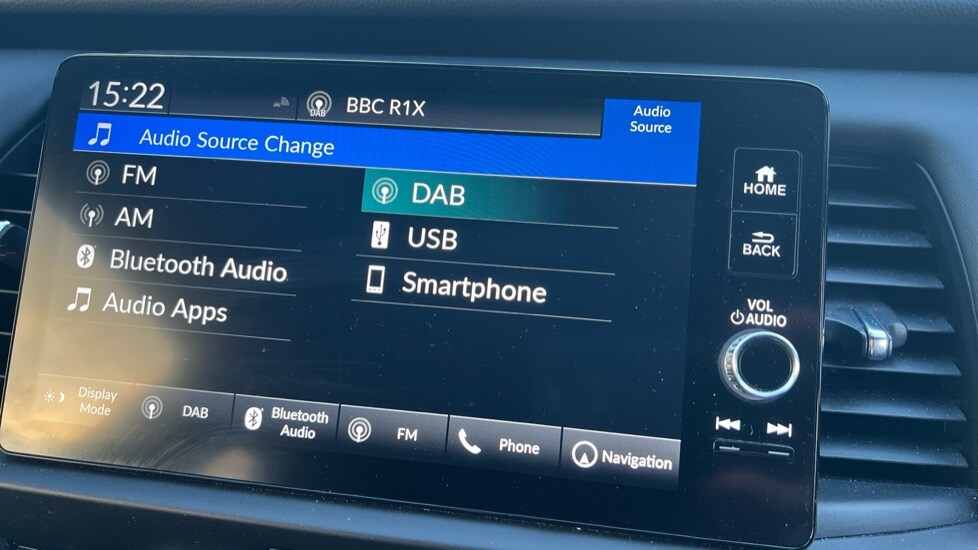 15:22
DAB
BBC R1X
Audio
Source
Audio Source Change
FM
DAB
AM
USB
Bluetooth Audio
Smartphone
Audio Apps
Display
Mode
DAB
Bluetooth
Audio
FM
Phone
Navigation
HOME
BACK
VOL
AUDIO